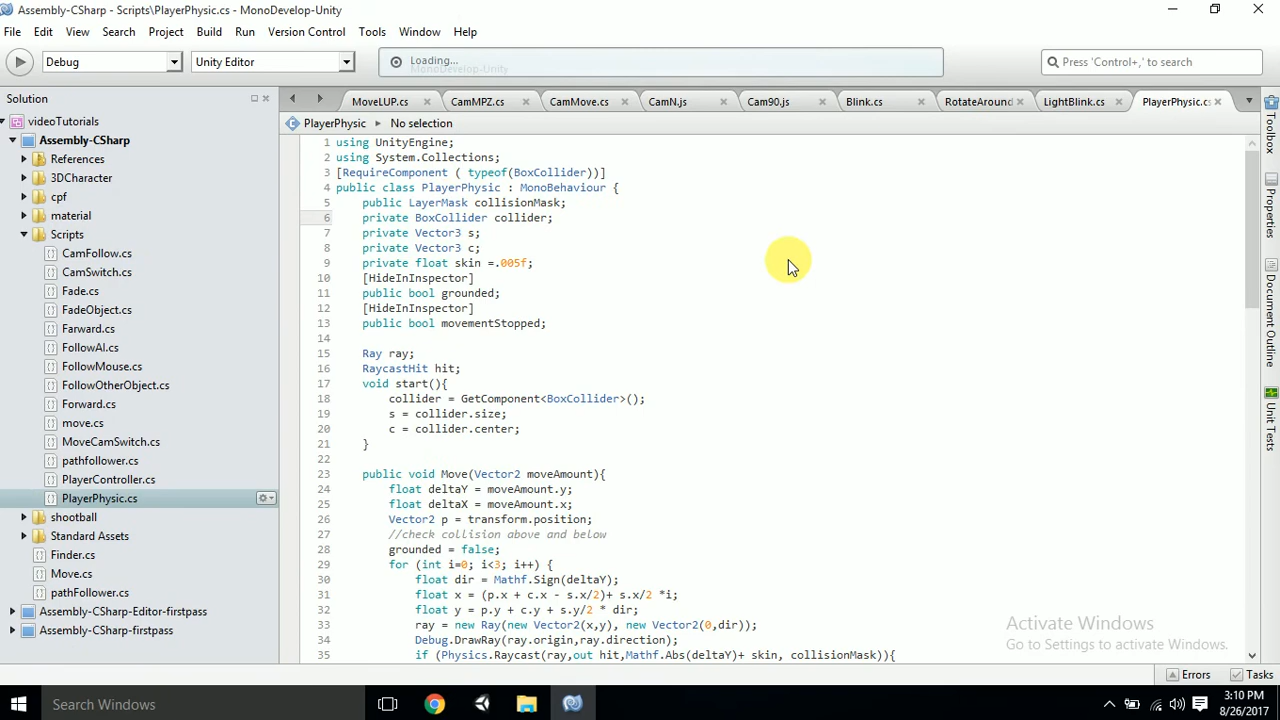 Assembly-CSharp - Scripts\PlayerPhysic.cs - MonoDevelop-Unity
File Edit View Search Project Build Run Version Control Tools Window Help
Debug Unity Editor Loading... Press 'Control+,' to search
MonoDevelop-Unity
Solution
MoveLUP.cs CamMPZ.cs CamMove.cs CamN.js Cam90.js Blink.cs RotateAround LightBlink.cs PlayerPhysic.cs
PlayerPhysic No selection
videoTutorials
Assembly-CSharp
References
3DCharacter
cpf
material
Scripts
CamFollow.cs
CamSwitch.cs
Fade.cs
FadeObject.cs
Farward.cs
FollowAI.cs
FollowMouse.cs
FollowOtherObject.cs
Forward.cs
move.cs
MoveCamSwitch.cs
pathfollower.cs
PlayerController.cs
PlayerPhysic.cs
shootball
Standard Assets
Finder.cs
Move.cs
pathFollower.cs
Assembly-CSharp-Editor-firstpass
Assembly-CSharp-firstpass
1 using UnityEngine;
2 using System.Collections;
3 [RequireComponent ( typeof(BoxCollider))]
4 public class PlayerPhysic : MonoBehaviour {
5 public LayerMask collisionMask;
6 private BoxCollider collider;
7 private Vector3 s;
8 private Vector3 c;
9 private float skin =.005f;
10 [HideInInspector]
11 public bool grounded;
12 [HideInInspector]
13 public bool movementStopped;
14
15 Ray ray;
16 RaycastHit hit;
17 void start(){
18 collider = GetComponent<BoxCollider>();
19 s = collider.size;
20 c = collider.center;
21 }
22
23 public void Move(Vector2 moveAmount){
24 float deltaY = moveAmount.y;
25 float deltaX = moveAmount.x;
26 Vector2 p = transform.position;
27 //check collision above and below
28 grounded = false;
29 for (int i=0; i<3; i++) {
30 float dir = Mathf.Sign(deltaY);
31 float x = (p.x + c.x - s.x/2)+ s.x/2 *i;
32 float y = p.y + c.y + s.y/2 * dir;
33 ray = new Ray(new Vector2(x,y), new Vector2(0,dir));
34 Debug.DrawRay(ray.origin,ray.direction);
35 if (Physics.Raycast(ray,out hit,Mathf.Abs(deltaY)+ skin, collisionMask)){
Toolbox
Properties
Document Outline
Unit Tests
Activate Windows
Go to Settings to activate Windows.
Errors Tasks
Search Windows
3:10 PM
8/26/2017